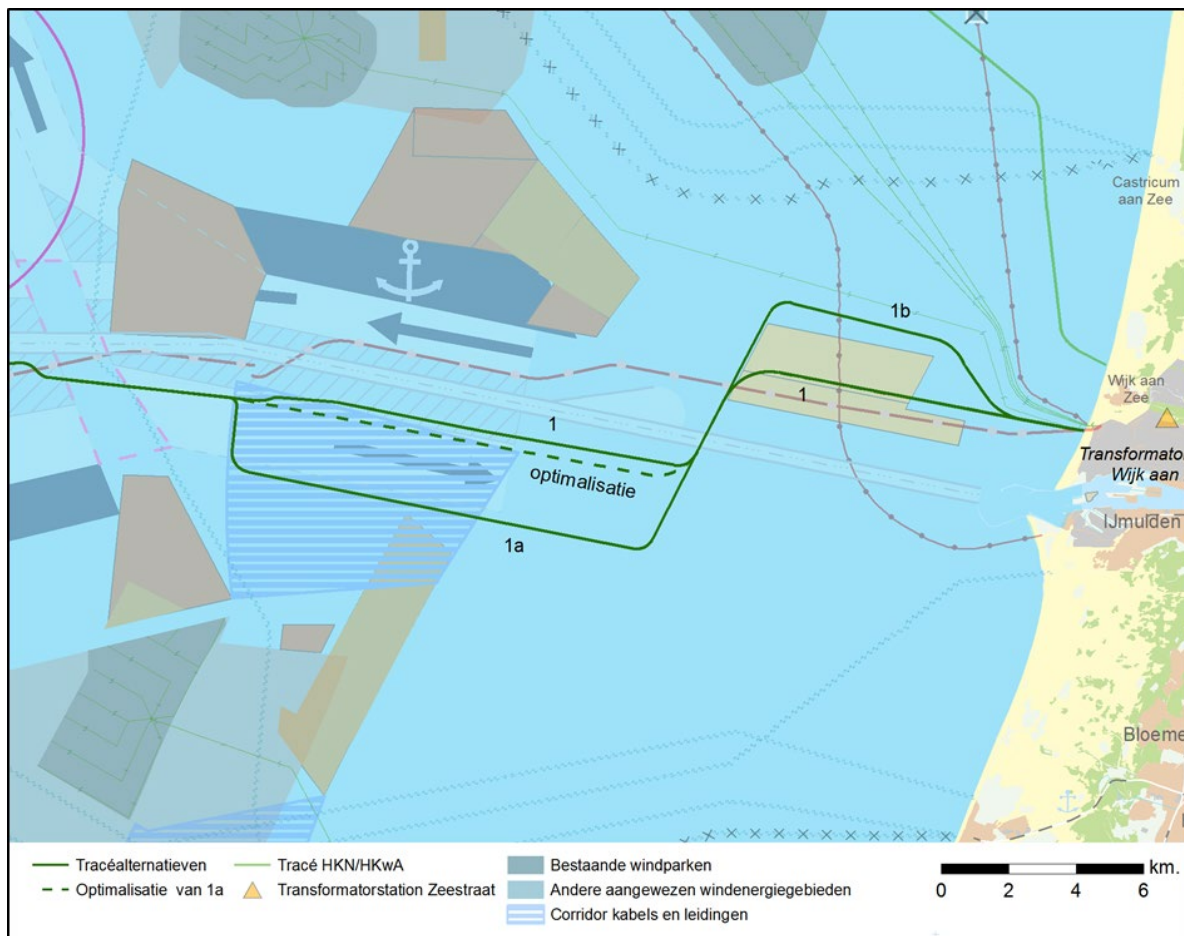 Castricum
aan Zee
1b
Wijk aan
Zee
1
1
Transformator
Wijk aan
optimalisatie
IJmulden
1a
Bloeme
Tracéalternatieven
Optimalisatie van 1a
Tracé HKN/HKwA
Transformatorstation Zeestraat
Bestaande windparken
Andere aangewezen windenergiegebieden
Corridor kabels en leidingen
km.
0 2 4 6